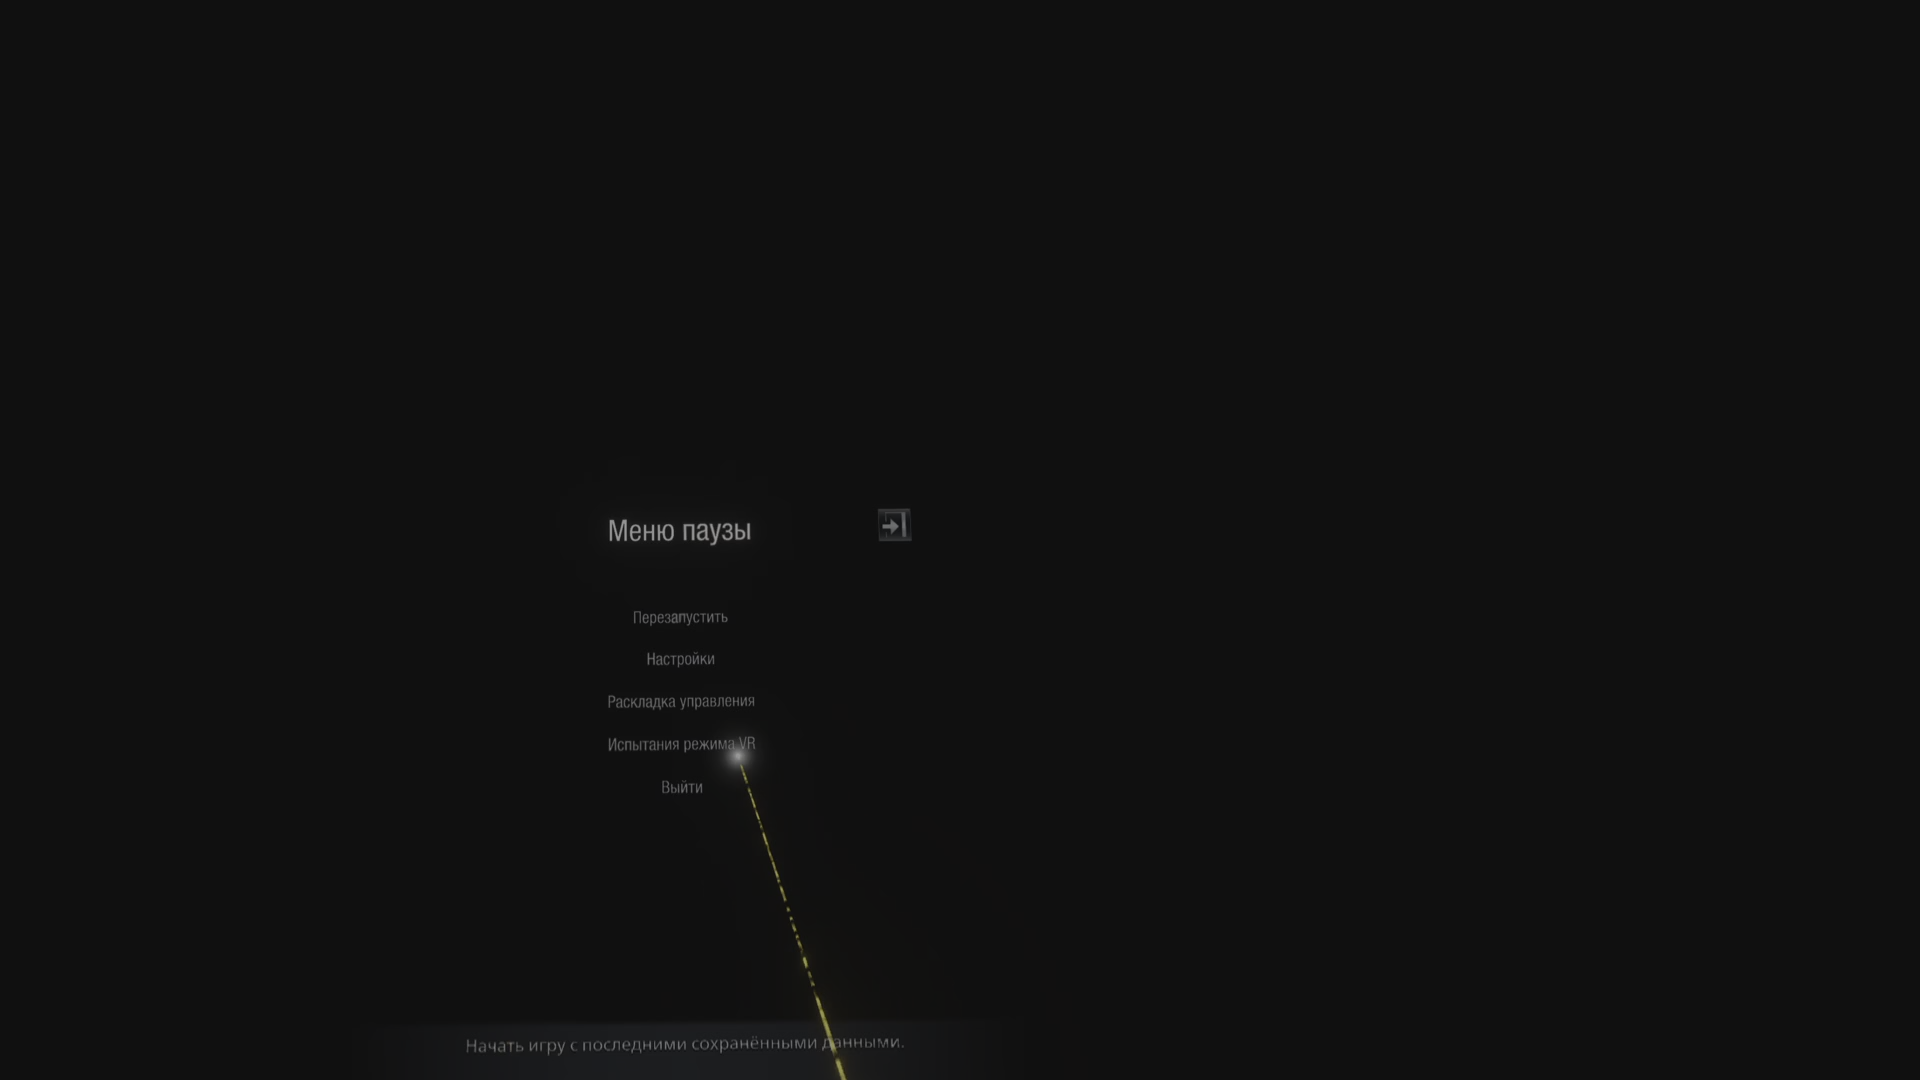 Меню паузы
Перезапустить
Настройки
Раскладка управления
Испытания режима VR
Выйти
Начать игру с последними сохранёнными данными.